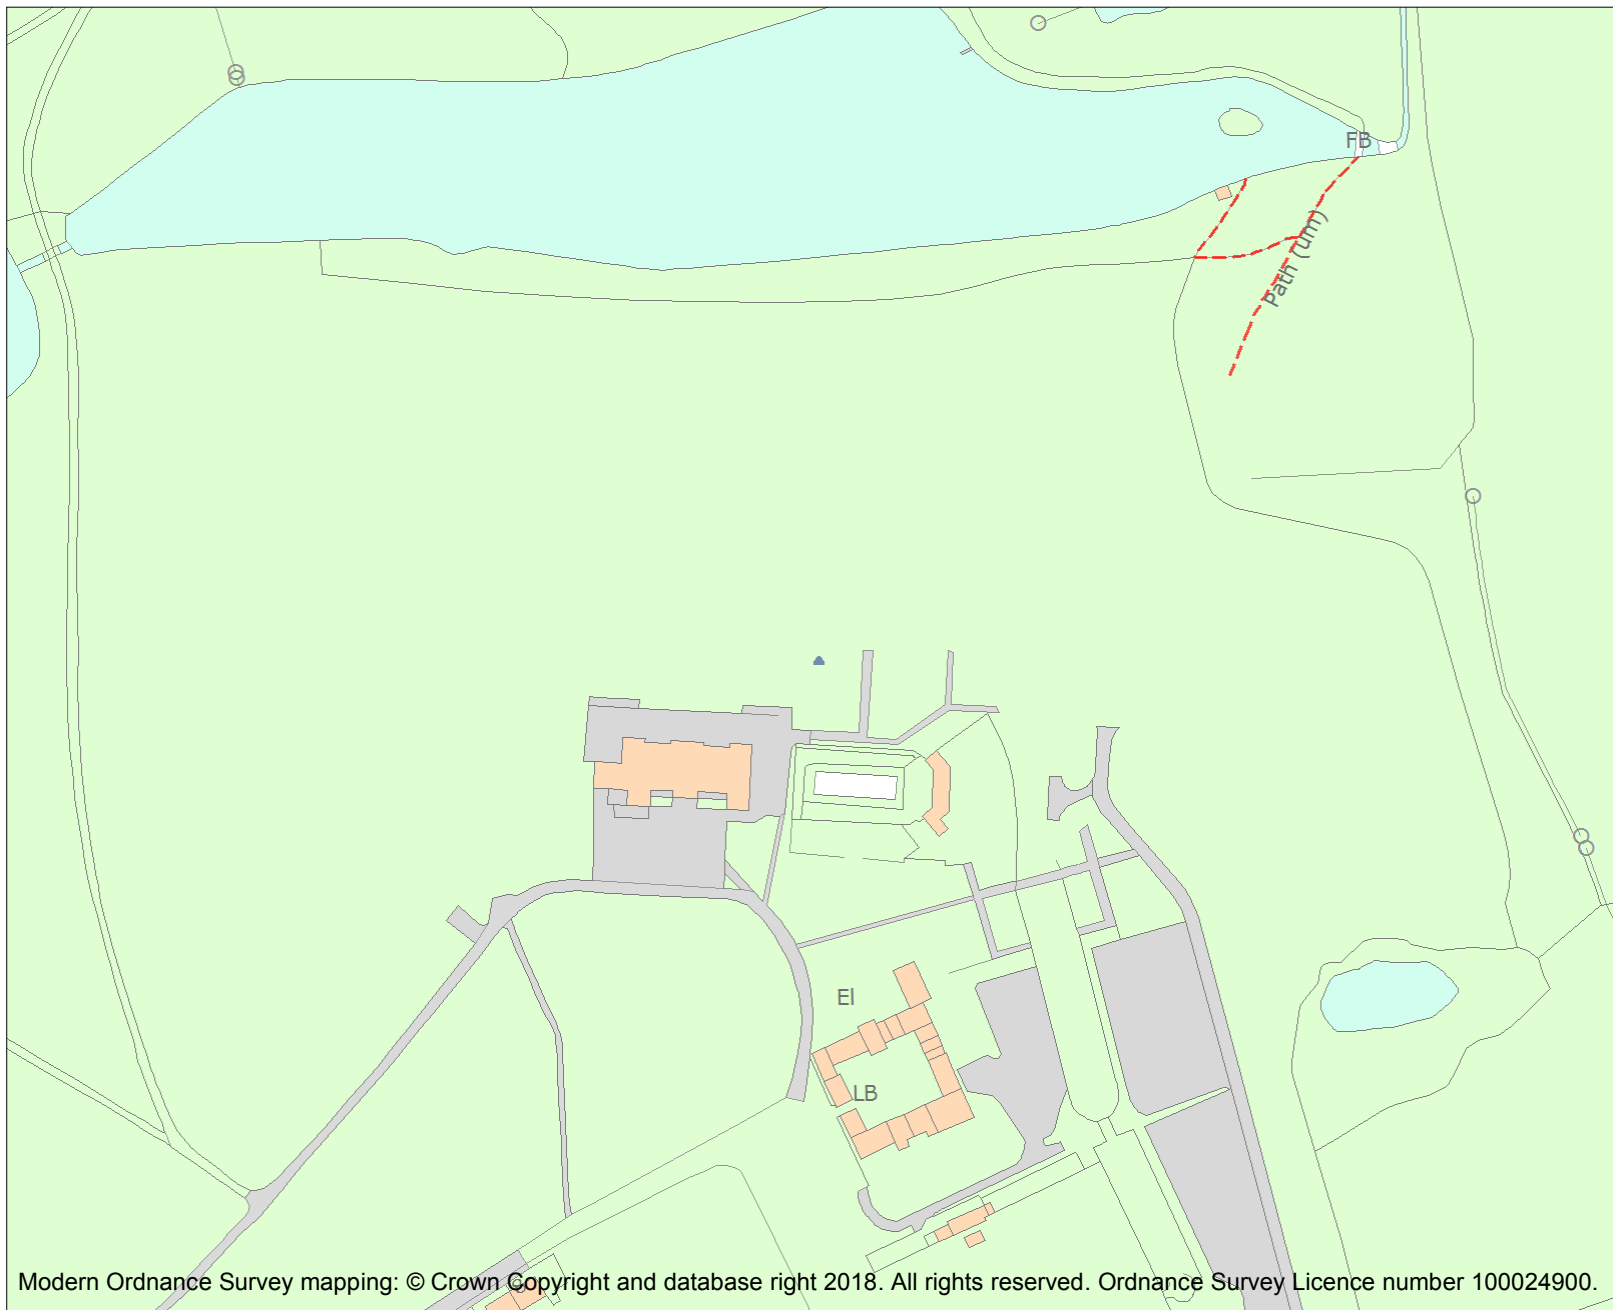 FB
Path (um)
El
LB
Modern Ordnance Survey mapping: © Crown Copyright and database right 2018. All rights reserved. Ordnance Survey Licence number 100024900.